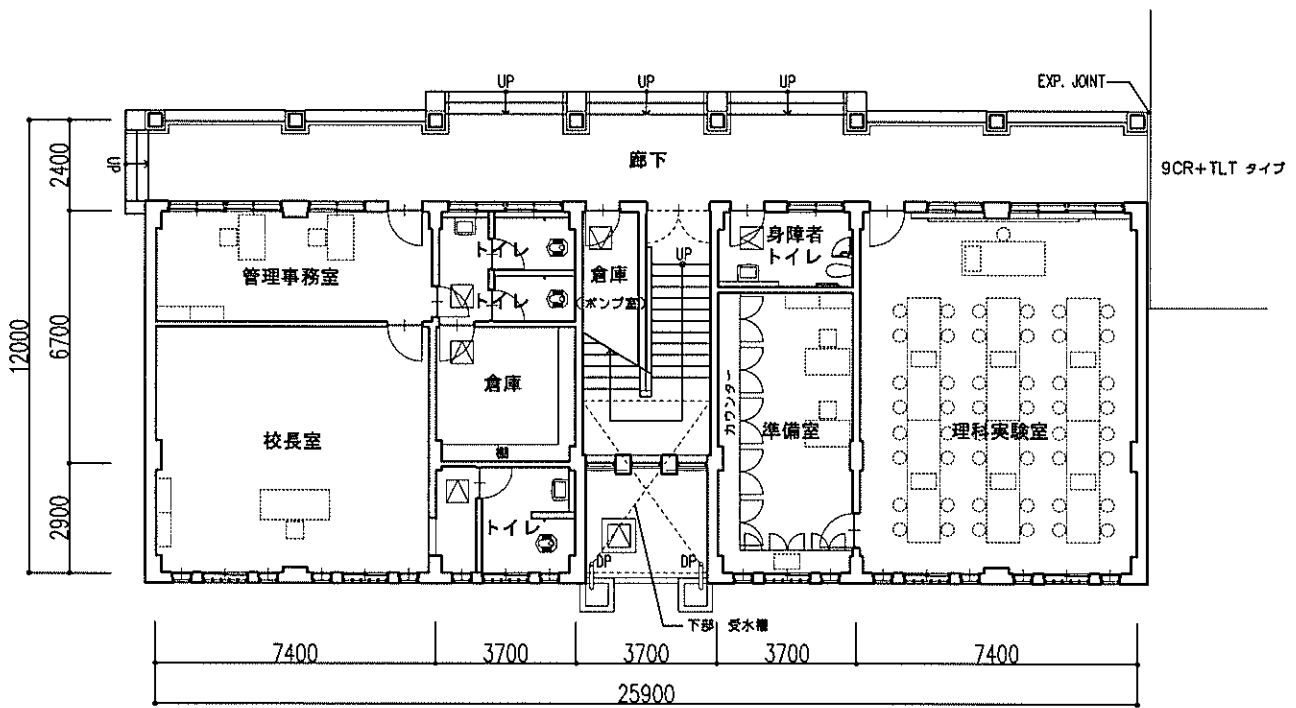 UP
UP
UP
EXP. JOINT
UP
廊下
9CR+TLT タイプ
2400
6700
2900
12000
管理事務室
トイレ
トイレ
倉庫
(ポンプ室)
UP
身障者
トイレ
倉庫
棚
校長室
カウンター
準備室
理科実験室
トイレ
DP
DP
下部 受水槽
7400
3700
3700
3700
7400
25900